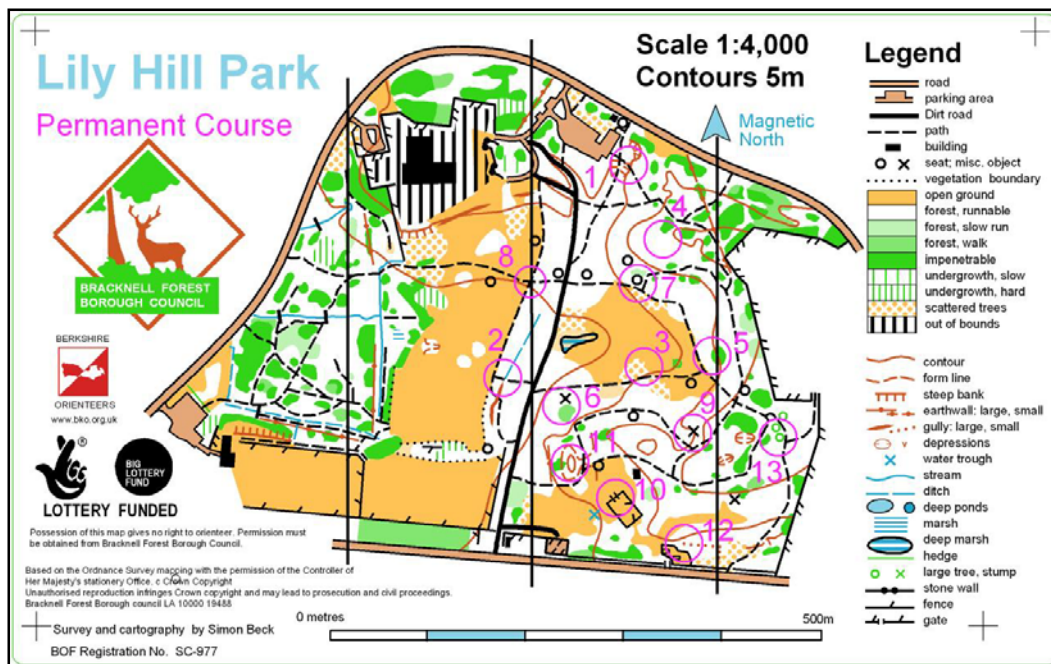 Lily Hill Park
Permanent Course
BRACKNELL FOREST
BOROUGH COUNCIL
BERKSHIRE
ORIENTEERS
www.bko.org.uk
®
BIG
LOTTERY
FUND
LOTTERY FUNDED
Possession of this map gives no right to orienteer. Permission must
be obtained from Bracknell Forest Borough Council.
Based on the Ordnance Survey mapping with the permission of the Controller of
Her Majesty's stationery Office. c Crown Copyright
Unauthorised reproduction infringes Crown copyright and may lead to prosecution and civil proceedings.
Bracknell Forest Borough council LA 10000 19488
Survey and cartography by Simon Beck
BOF Registration No. SC-977
Scale 1:4,000
Contours 5m
Magnetic
North
1
4
8
7
2
3
5
6
9
11
13
10
12
0 metres
500m
Legend
road
parking area
Dirt road
path
building
seat; misc. object
vegetation boundary
open ground
forest, runnable
forest, slow run
forest, walk
impenetrable
undergrowth, slow
undergrowth, hard
scattered trees
out of bounds
contour
form line
steep bank
earthwall: large, small
gully: large, small
depressions
water trough
stream
ditch
deep ponds
marsh
deep marsh
hedge
large tree, stump
stone wall
fence
gate